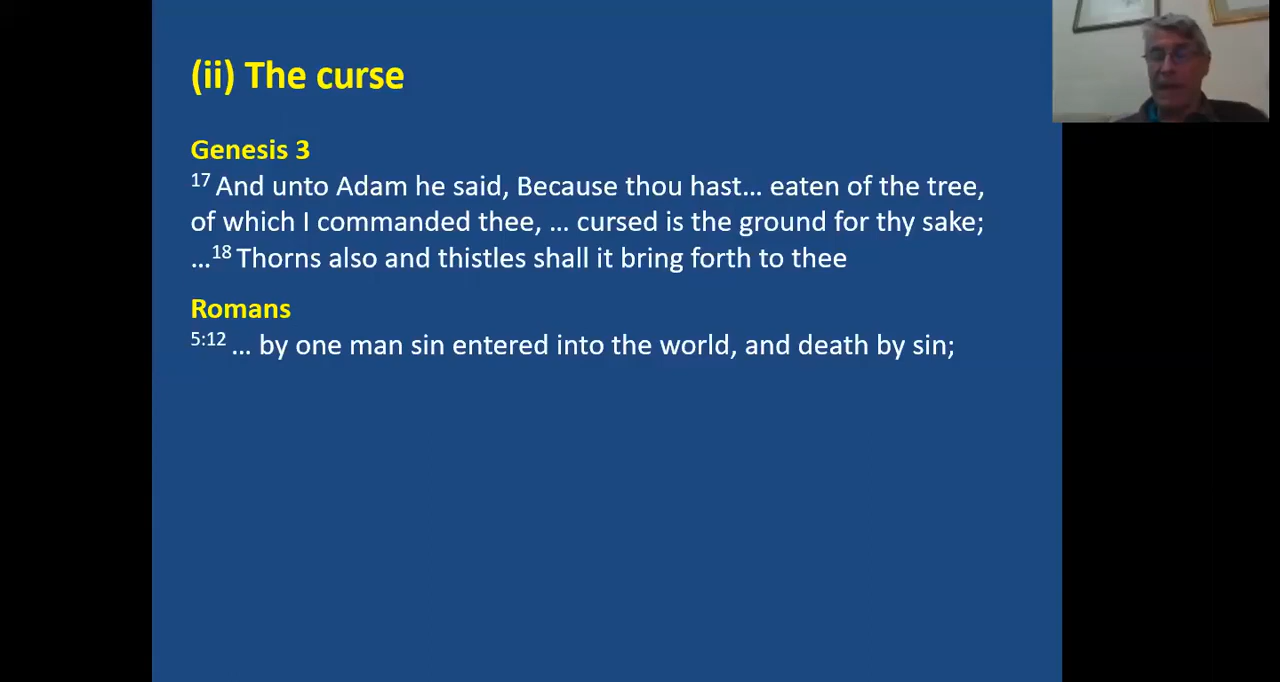 (ii) The curse
Genesis 3
17 And unto Adam he said, Because thou hast… eaten of the tree,
of which I commanded thee, … cursed is the ground for thy sake;
…18 Thorns also and thistles shall it bring forth to thee
Romans
5:12 … by one man sin entered into the world, and death by sin;